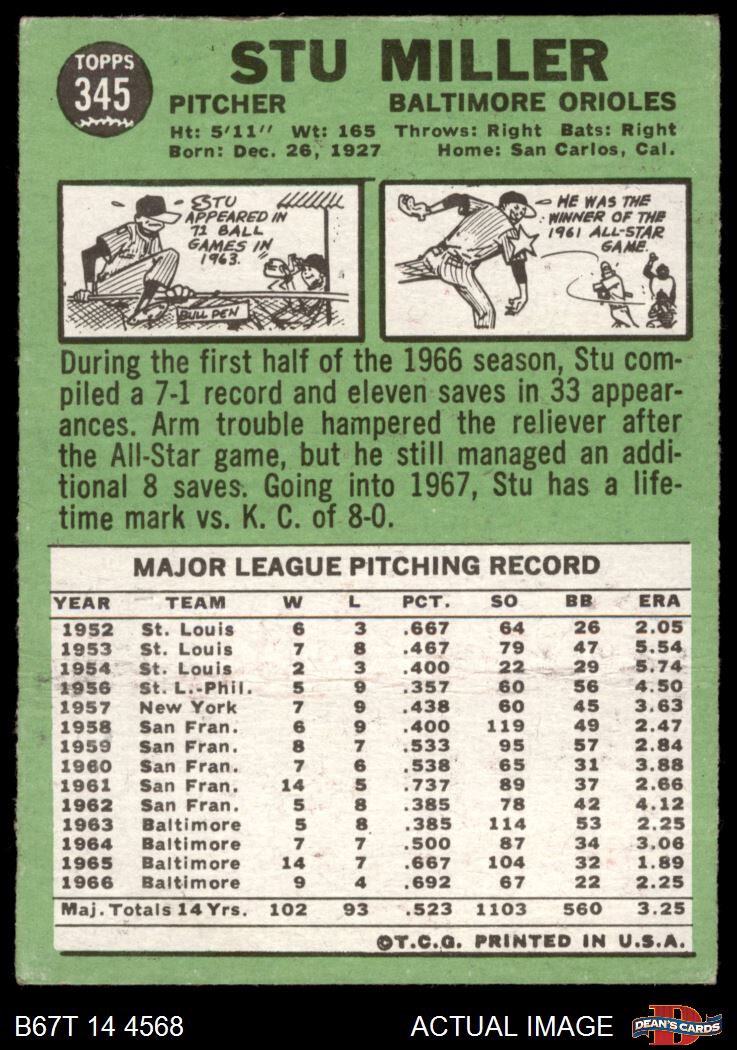 TOPPS
345
STU MILLER
PITCHER BALTIMORE ORIOLES
Ht: 5'11" Wt: 165 Throws: Right Bats: Right
Born: Dec. 26, 1927 Home: San Carlos, Cal.
STU
APPEARED IN
71 BALL
GAMES IN
1963.
BULL PEN
HE WAS THE
WINNER OF THE
1961 ALL-STAR
GAME.
During the first half of the 1966 season, Stu com-
piled a 7-1 record and eleven saves in 33 appear-
ances. Arm trouble hampered the reliever after
the All-Star game, but he still managed an addi-
tional 8 saves. Going into 1967, Stu has a life-
time mark vs. K. C. of 8-0.
MAJOR LEAGUE PITCHING RECORD
YEAR TEAM W L PCT. SO BB ERA
1952 St. Louis 6 3 .667 64 26 2.05
1953 St. Louis 7 8 .467 79 47 5.54
1954 St. Louis 2 3 .400 22 29 5.74
1956 St. L.-Phil. 5 9 .357 60 56 4.50
1957 New York 7 9 .438 60 45 3.63
1958 San Fran. 6 9 .400 119 49 2.47
1959 San Fran. 8 7 .533 95 57 2.84
1960 San Fran. 7 6 .538 65 31 3.88
1961 San Fran. 14 5 .737 89 37 2.66
1962 San Fran. 5 8 .385 78 42 4.12
1963 Baltimore 5 8 .385 114 53 2.25
1964 Baltimore 7 7 .500 87 34 3.06
1965 Baltimore 14 7 .667 104 32 1.89
1966 Baltimore 9 4 .692 67 22 2.25
Maj. Totals 14 Yrs. 102 93 .523 1103 560 3.25
©T.C.G. PRINTED IN U.S.A.
B67T 14 4568 ACTUAL IMAGE DEAN'S CARDS